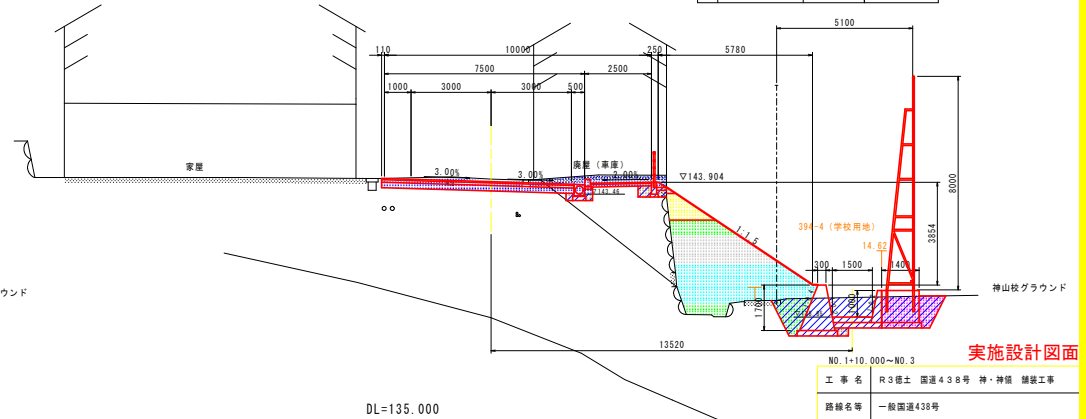 5100
110
10000
250
5780
7500
2500
1000
3000
3000
500
家屋
3.00%
3.00%
廃屋（車庫）
3.00%
▽143.904
8000
3854
1:1.5
394-4（学校用地）
14.62
300
1500
1400
1700
1000
ウンド
神山校グラウンド
13520
NO.1+10.000〜NO.3
実施設計図面
工 事 名
R3徳土 国道438号 神・神領 舗装工事
路線名等
一般国道438号
DL=135.000